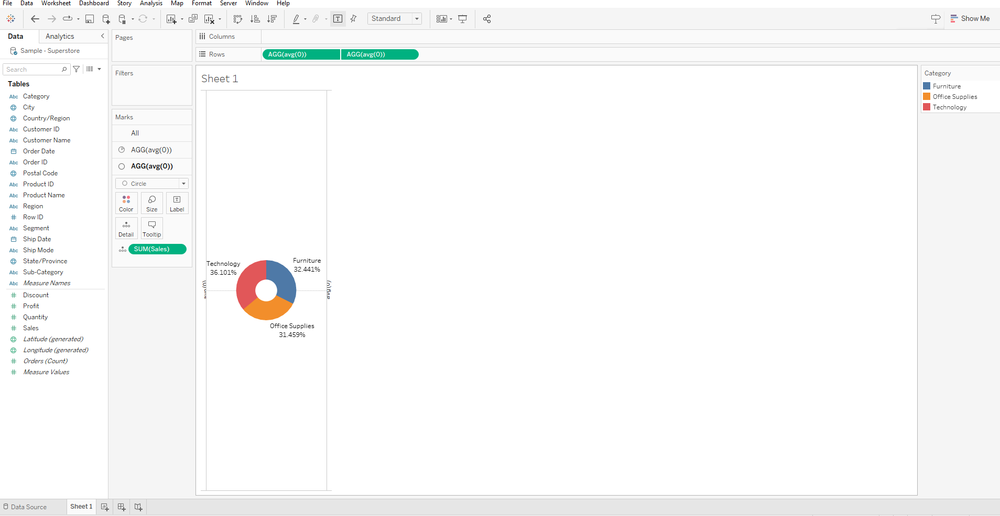 File Data Worksheet Dashboard Story Analysis Map Format Server Window Help
Standard
Show Me
Data Analytics
Sample - Superstore
Search
Tables
Abc Category
City
Country/Region
Abc Customer ID
Abc Customer Name
Order Date
Abc Order ID
Postal Code
Abc Product ID
Abc Product Name
Abc Region
Row ID
Abc Segment
Ship Date
Abc Ship Mode
State/Province
Abc Sub-Category
Abc Measure Names
Discount
Profit
Quantity
Sales
Latitude (generated)
Longitude (generated)
Orders (Count)
Measure Values
Pages
Filters
Marks
All
AGG(avg(0))
AGG(avg(0))
Circle
Color Size Label
Detail Tooltip
SUM(Sales)
Columns
Rows AGG(avg(0)) AGG(avg(0))
Sheet 1
Technology
36.101%
Furniture
32.441%
Office Supplies
31.459%
avg(0)
avg(0)
Category
Furniture
Office Supplies
Technology
Data Source Sheet 1